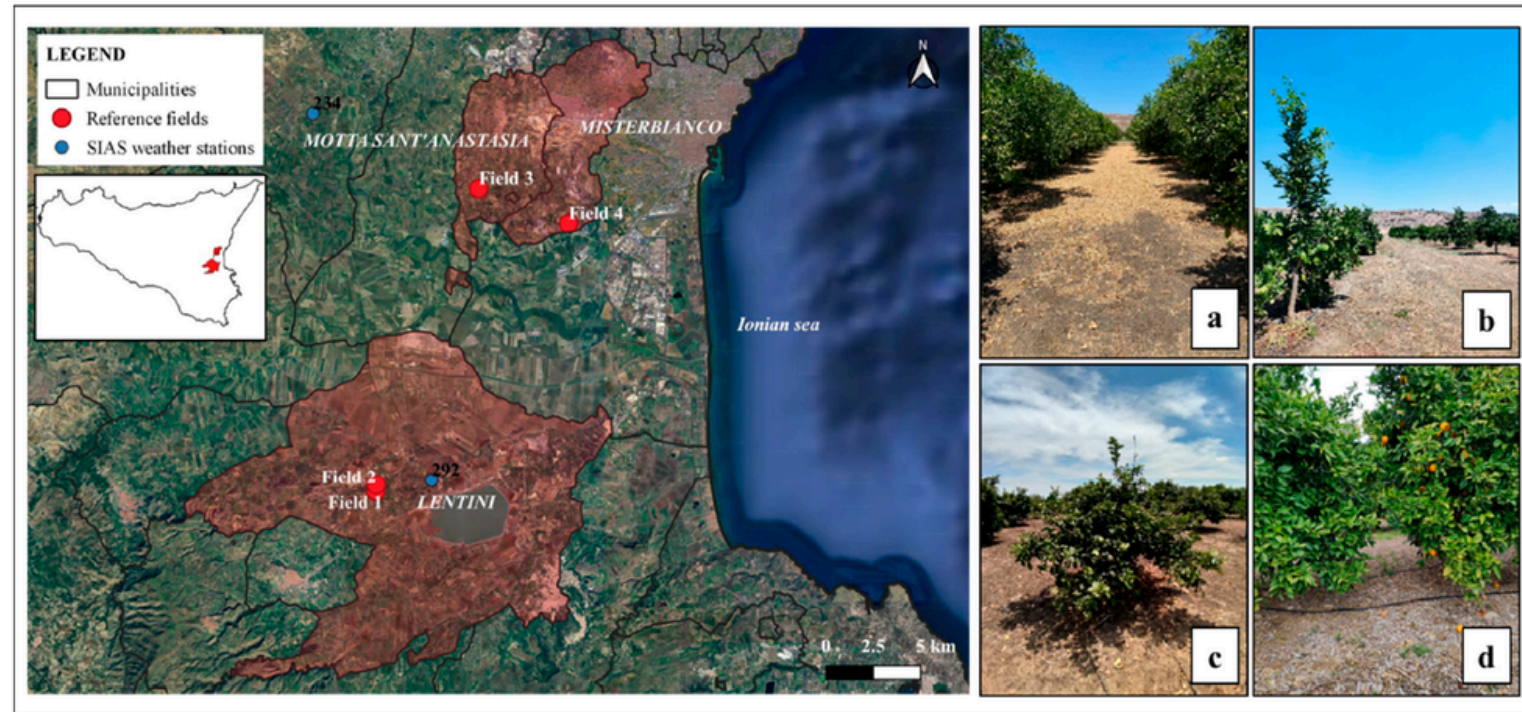 LEGEND
Municipalities
Reference fields
SIAS weather stations
N
234
MOTTA SANT'ANASTASIA
MISTERBIANCO
Field 3
Field 4
Ionian sea
Field 2
292
Field 1
LENTINI
0 2.5 5 km
a
b
c
d